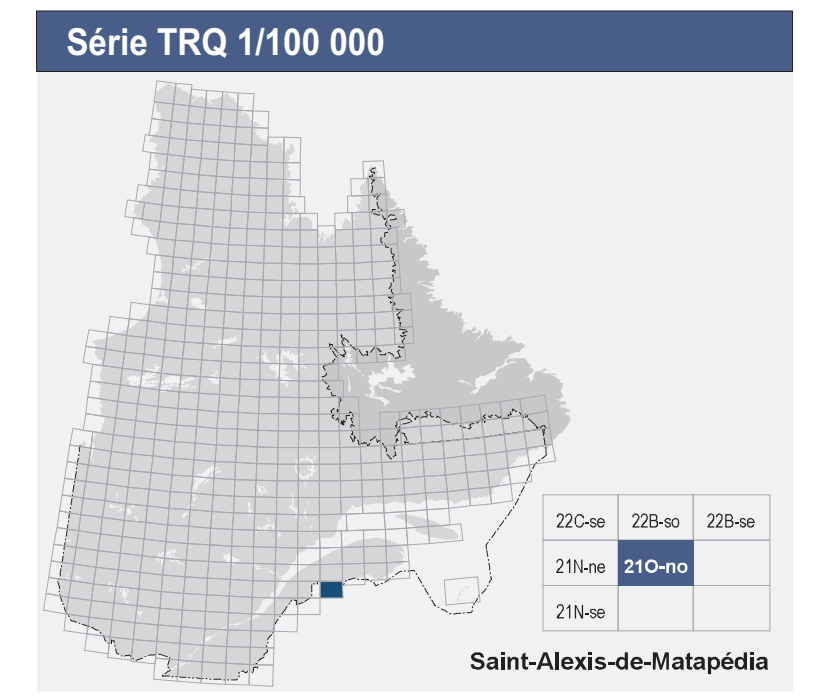 Série TRQ 1/100 000
22C-se 22B-so 22B-se
21N-ne 21O-no
21N-se
Saint-Alexis-de-Matapédia